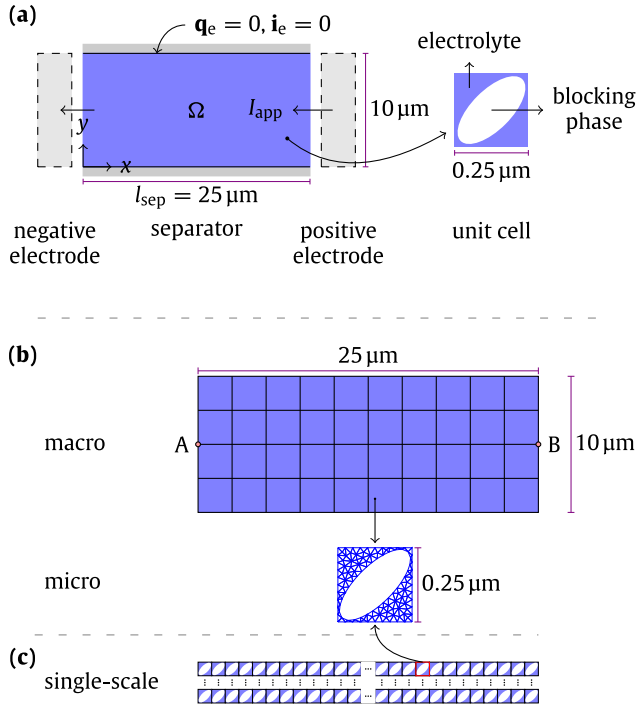 (a)
q_e = 0, i_e = 0
electrolyte
Ω
I_app
10 μm
blocking
phase
y
x
l_sep = 25 μm
0.25 μm
negative
electrode
separator
positive
electrode
unit cell
(b)
25 μm
macro
A
B
10 μm
micro
0.25 μm
(c)
single-scale
...
...